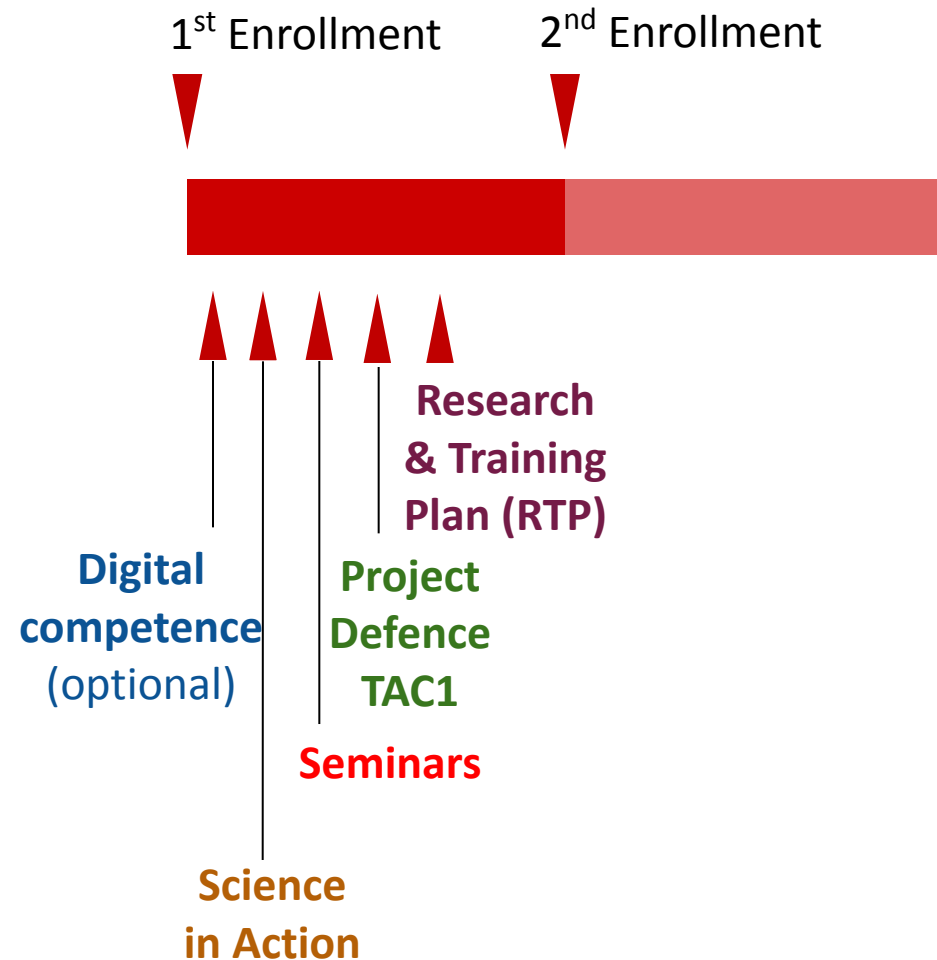 1st Enrollment
2nd Enrollment
Research
& Training
Plan (RTP)
Digital
competence
(optional)
Project
Defence
TAC1
Seminars
Science
in Action